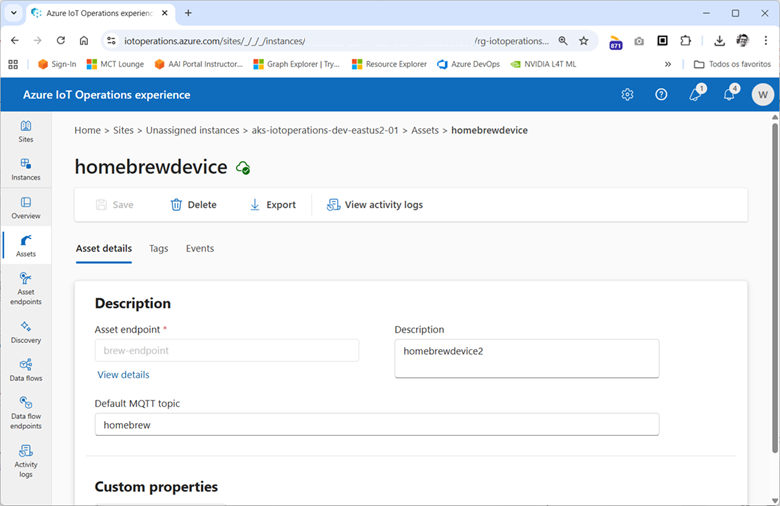 Azure IoT Operations experienc
iotoperations.azure.com/sites/_/_/_/instances/ /rg-iotoperations...
871
Sign-In MCT Lounge AAI Portal Instructor... Graph Explorer | Try... Resource Explorer Azure DevOps NVIDIA L4T ML » Todos os favoritos
Azure IoT Operations experience 1 4 W
Sites
Instances
Overview
Assets
Asset
endpoints
Discovery
Data flows
Data flow
endpoints
Activity
logs
Home > Sites > Unassigned instances > aks-iotoperations-dev-eastus2-01 > Assets > homebrewdevice
homebrewdevice
Save Delete Export View activity logs
Asset details Tags Events
Description
Asset endpoint * Description
brew-endpoint homebrewdevice2
View details
Default MQTT topic
homebrew
Custom properties